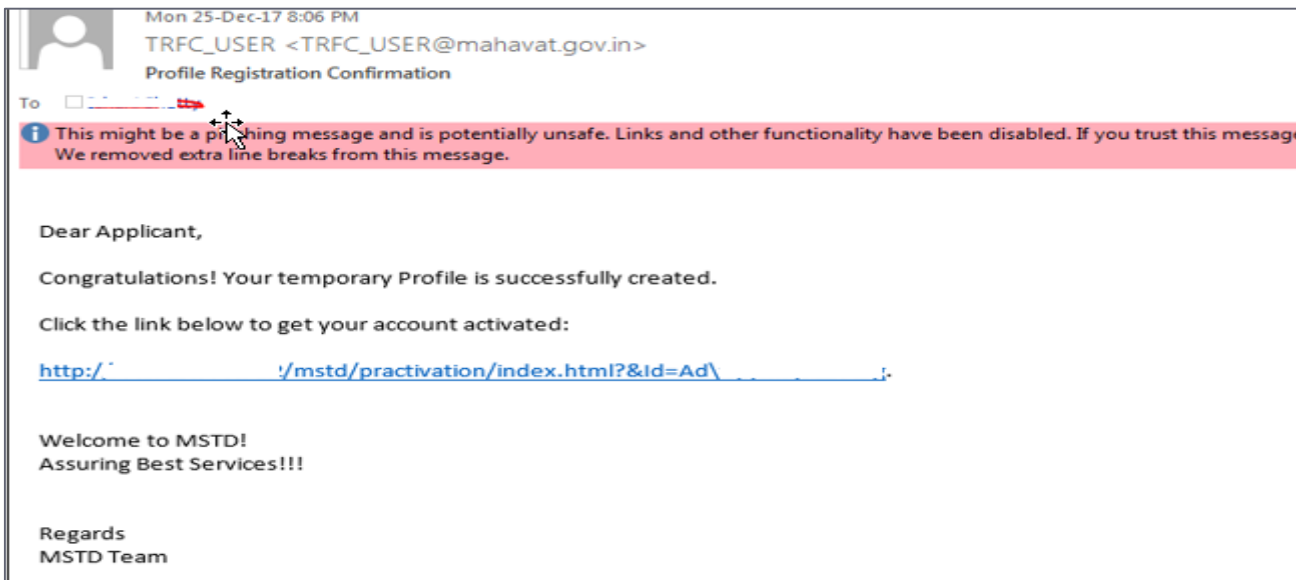 Mon 25-Dec-17 8:06 PM
TRFC_USER <TRFC_USER@mahavat.gov.in>
Profile Registration Confirmation
To
This might be a phishing message and is potentially unsafe. Links and other functionality have been disabled. If you trust this message
We removed extra line breaks from this message.
Dear Applicant,
Congratulations! Your temporary Profile is successfully created.
Click the link below to get your account activated:
http:/ /mstd/practivation/index.html?&Id=Ad\
Welcome to MSTD!
Assuring Best Services!!!
Regards
MSTD Team